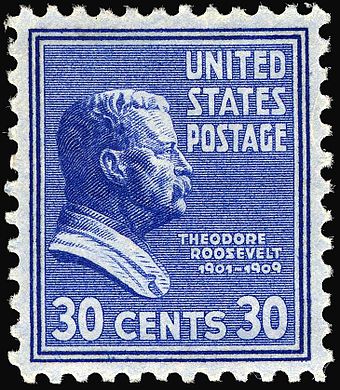 UNITED
STATES
POSTAGE
THEODORE
ROOSEVELT
1901-1909
30 CENTS 30